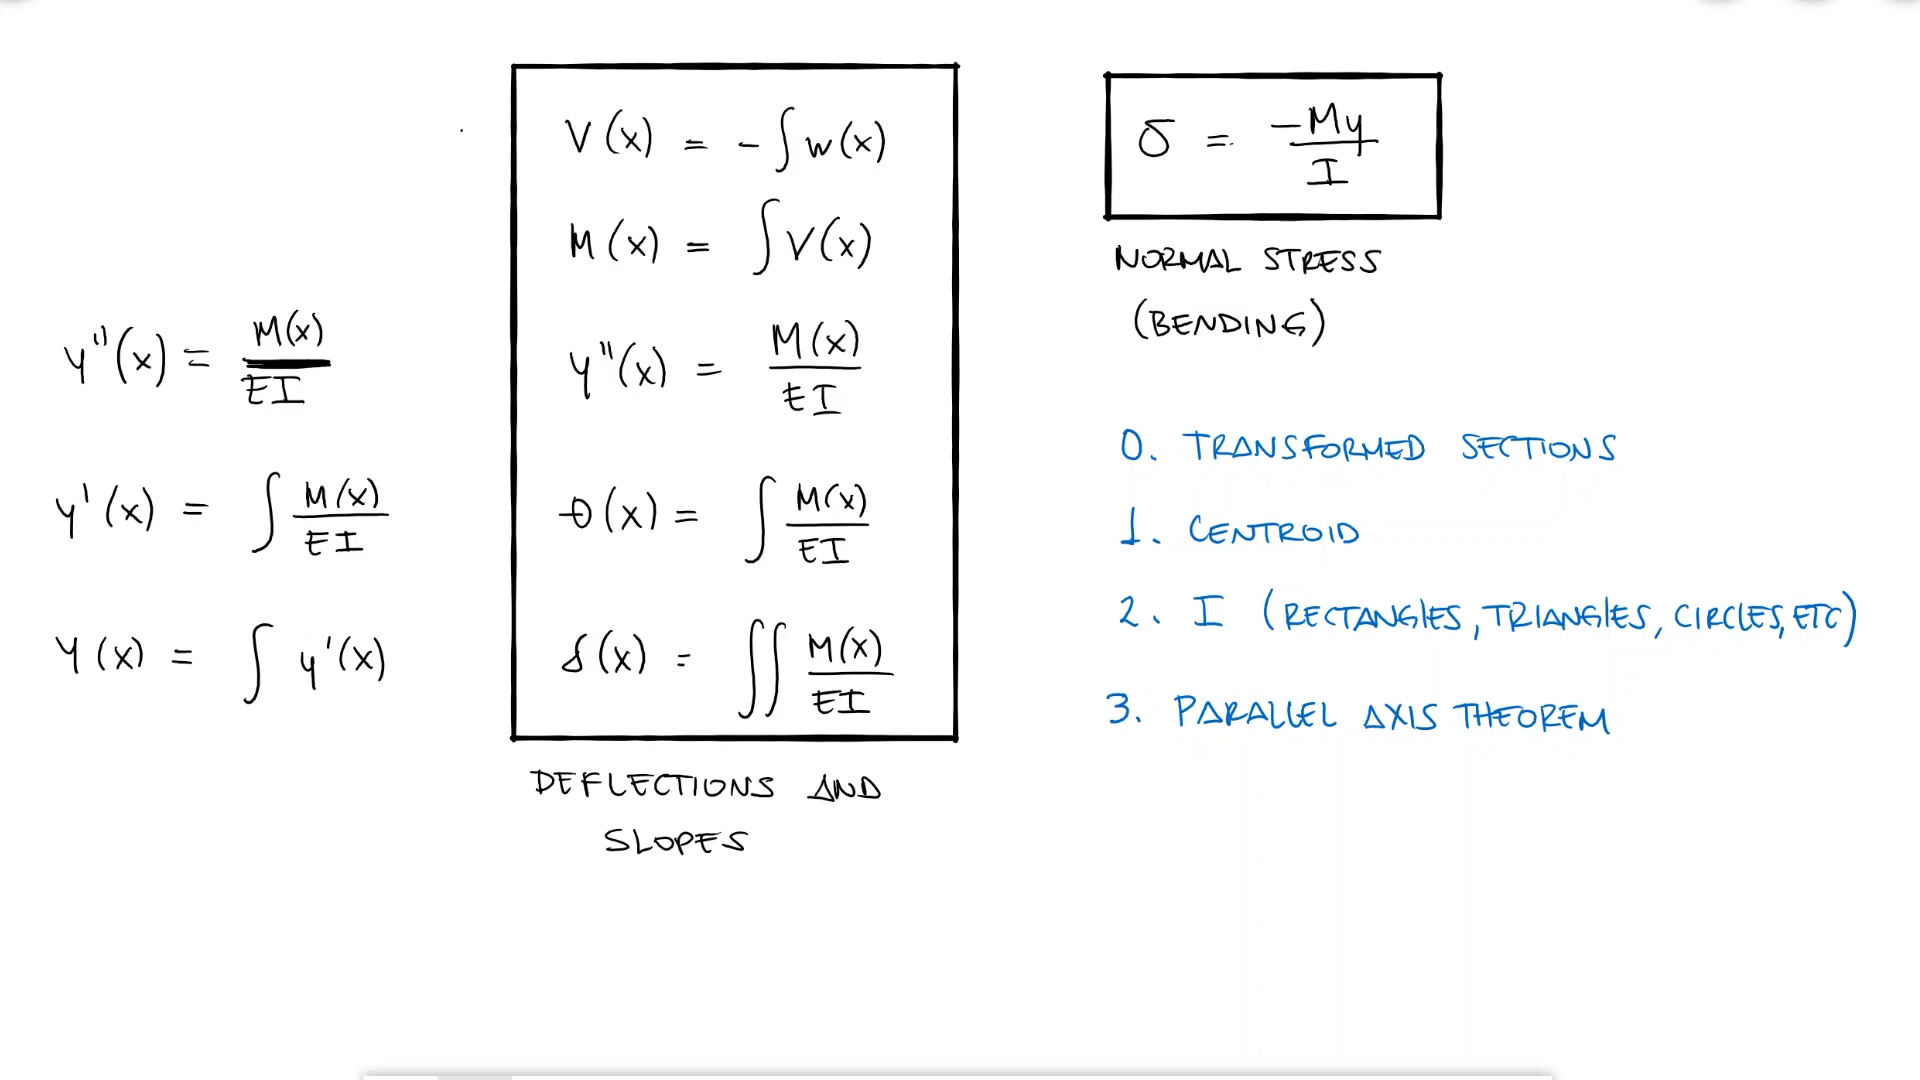 y''(x) = M(x)/EI
y'(x) = ∫ M(x)/EI
y(x) = ∫ y'(x)
V(x) = -∫w(x)
M(x) = ∫V(x)
y''(x) = M(x)/EI
θ(x) = ∫ M(x)/EI
δ(x) = ∬ M(x)/EI
DEFLECTIONS AND
SLOPES
σ = -My/I
NORMAL STRESS
(BENDING)
0. TRANSFORMED SECTIONS
1. CENTROID
2. I (RECTANGLES, TRIANGLES, CIRCLES, ETC)
3. PARALLEL AXIS THEOREM